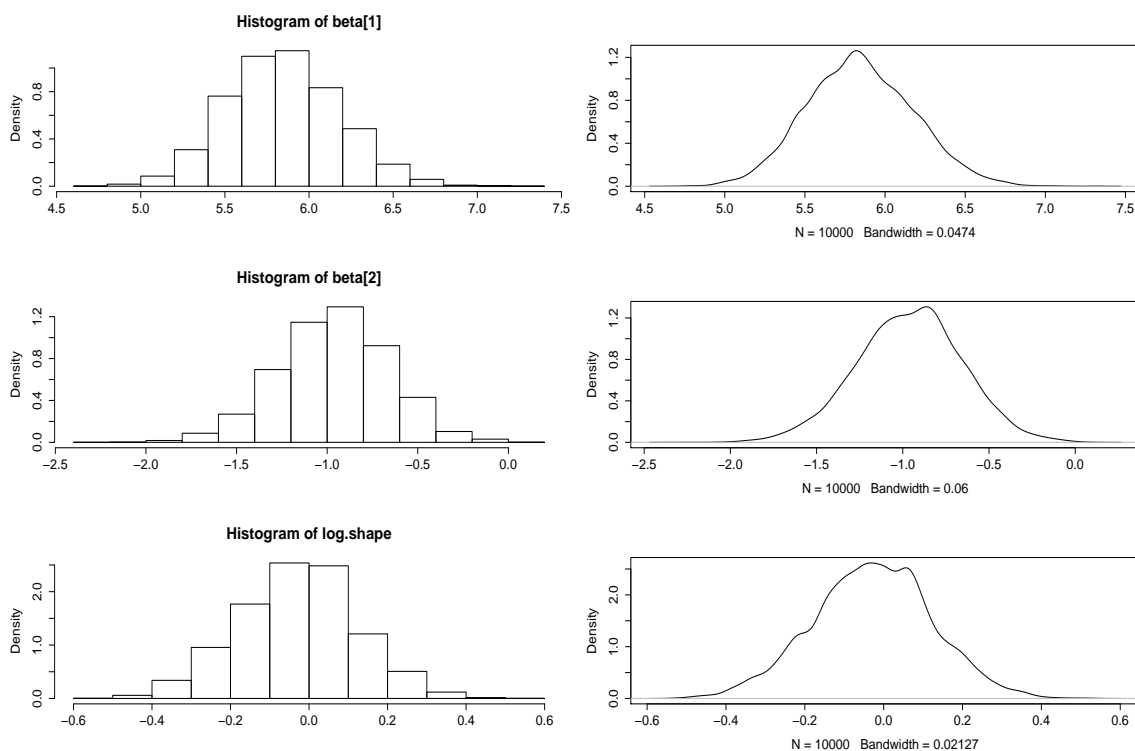 Histogram of beta[1]
Density
0.0 0.4 0.8
4.5 5.0 5.5 6.0 6.5 7.0 7.5
Density
0.0 0.4 0.8 1.2
4.5 5.0 5.5 6.0 6.5 7.0 7.5
N = 10000 Bandwidth = 0.0474
Histogram of beta[2]
Density
0.0 0.4 0.8 1.2
−2.5 −2.0 −1.5 −1.0 −0.5 0.0
Density
0.0 0.4 0.8 1.2
−2.5 −2.0 −1.5 −1.0 −0.5 0.0
N = 10000 Bandwidth = 0.06
Histogram of log.shape
Density
0.0 1.0 2.0
−0.6 −0.4 −0.2 0.0 0.2 0.4 0.6
Density
0.0 1.0 2.0
−0.6 −0.4 −0.2 0.0 0.2 0.4 0.6
N = 10000 Bandwidth = 0.02127